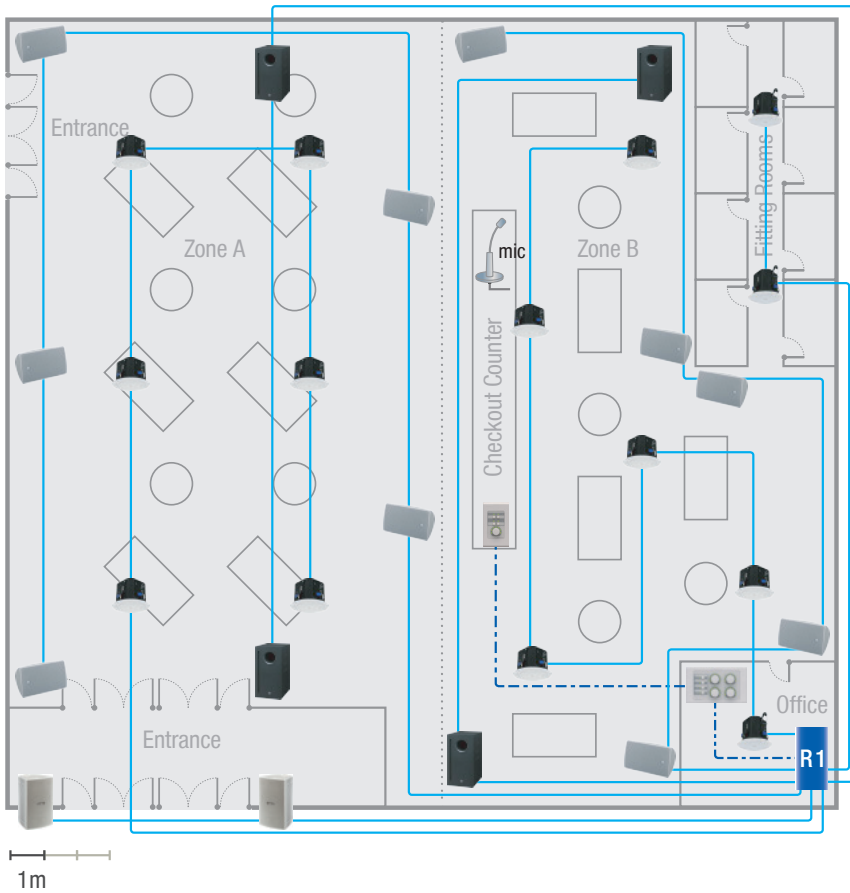 Entrance
Zone A
mic
Zone B
Fitting Rooms
Checkout Counter
Office
Entrance
R1
1m